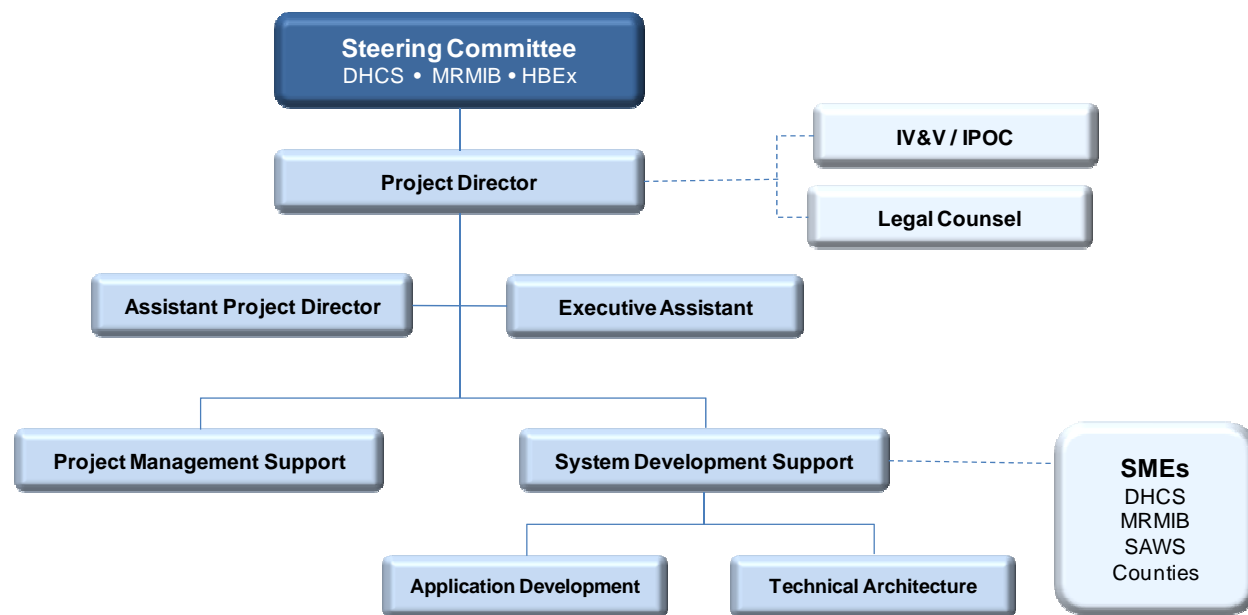 Steering Committee
DHCS • MRMIB • HBEx
IV&V / IPOC
Project Director
Legal Counsel
Assistant Project Director
Executive Assistant
Project Management Support
System Development Support
SMEs
DHCS
MRMIB
SAWS
Counties
Application Development
Technical Architecture